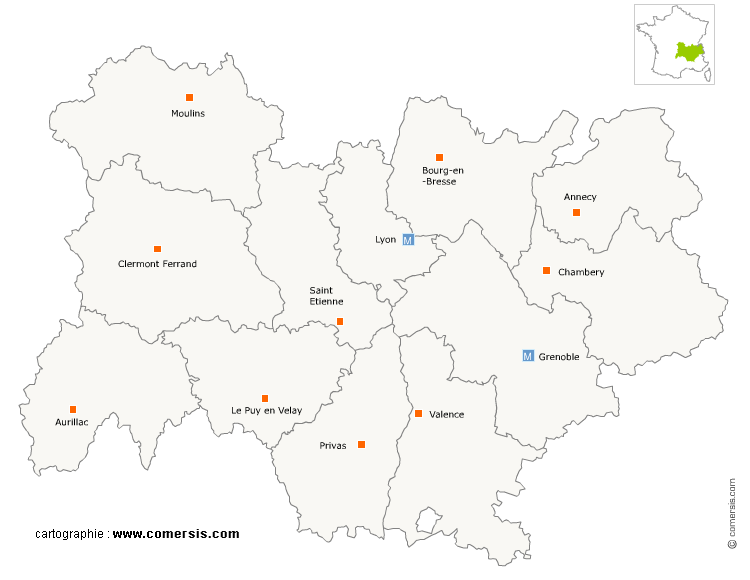 Moulins
Bourg-en
-Bresse
Annecy
Lyon M
Clermont Ferrand
Chambery
Saint
Etienne
M Grenoble
Le Puy en Velay
Aurillac
Valence
Privas
cartographie : www.comersis.com
© comersis.com